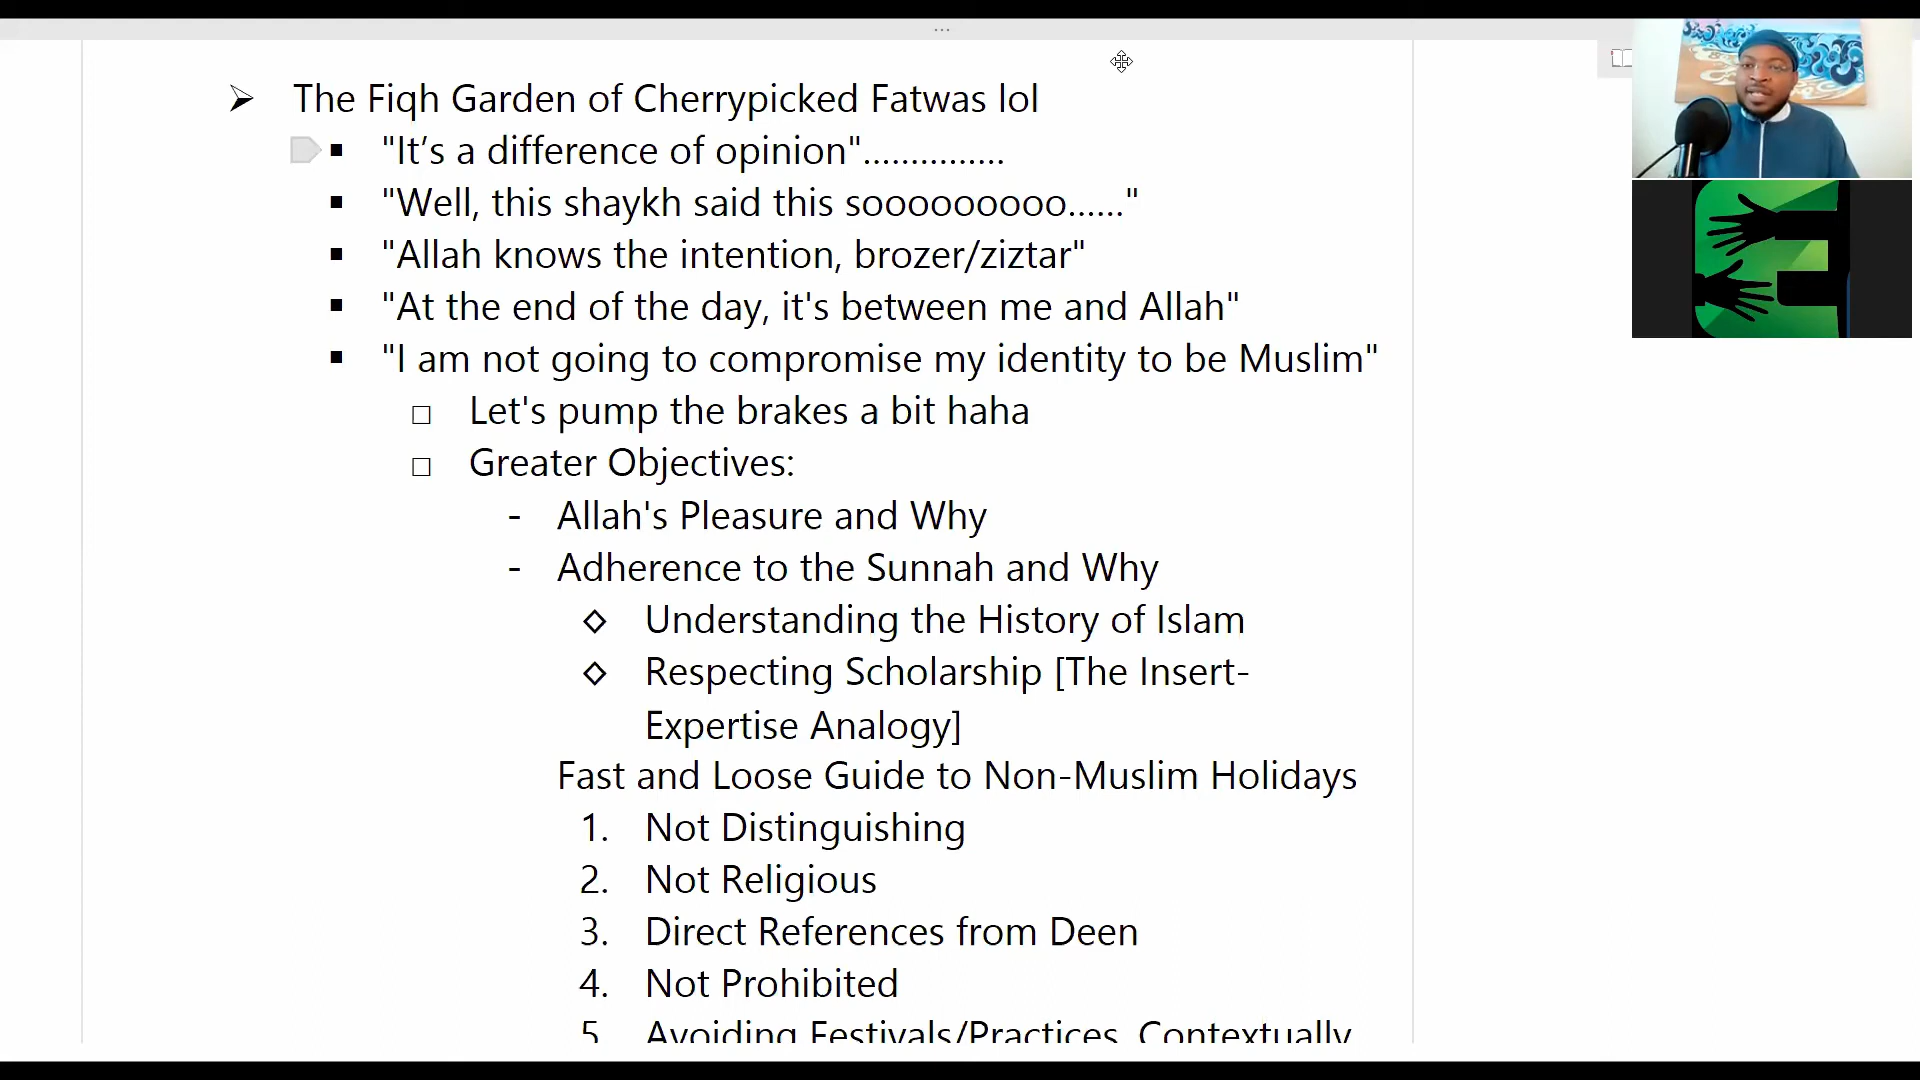 The Fiqh Garden of Cherrypicked Fatwas lol
"It’s a difference of opinion"...............
"Well, this shaykh said this sooooooooo......"
"Allah knows the intention, brozer/ziztar"
"At the end of the day, it's between me and Allah"
"I am not going to compromise my identity to be Muslim"
Let's pump the brakes a bit haha
Greater Objectives:
- Allah's Pleasure and Why
- Adherence to the Sunnah and Why
Understanding the History of Islam
Respecting Scholarship [The Insert-
Expertise Analogy]
Fast and Loose Guide to Non-Muslim Holidays
1. Not Distinguishing
2. Not Religious
3. Direct References from Deen
4. Not Prohibited
5. Avoiding Festivals/Practices, Contextually